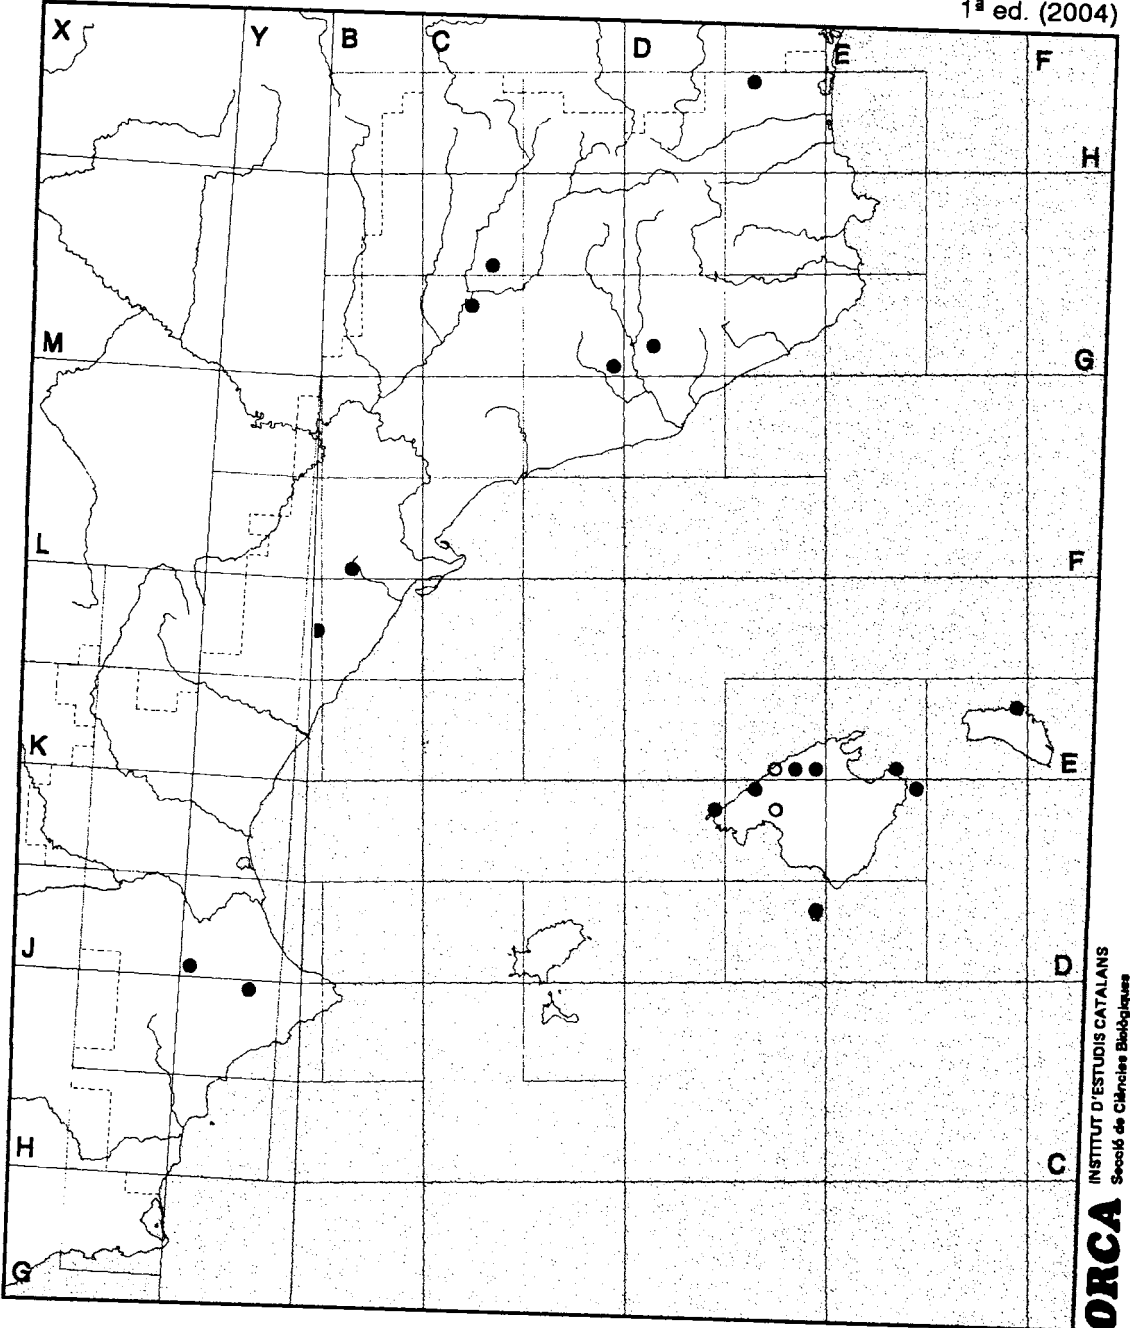 1ª ed. (2004)
X
Y
B
C
D
E
F
H
M
G
L
F
K
E
J
D
H
C
G
ORCA
INSTITUT D'ESTUDIS CATALANS
Secció de Ciències Biològiques